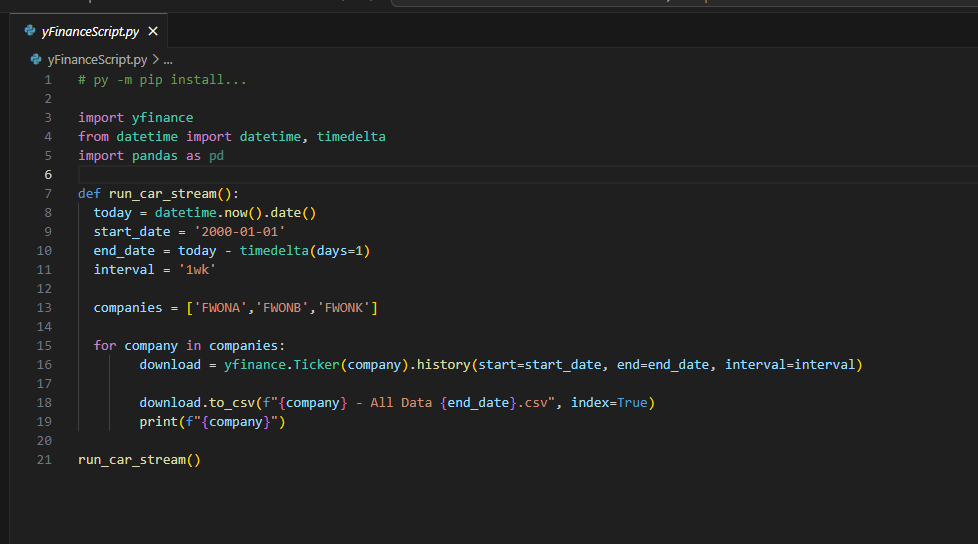 yFinanceScript.py
yFinanceScript.py > ...
1 # py -m pip install...
2
3 import yfinance
4 from datetime import datetime, timedelta
5 import pandas as pd
6
7 def run_car_stream():
8   today = datetime.now().date()
9   start_date = '2000-01-01'
10   end_date = today - timedelta(days=1)
11   interval = '1wk'
12
13   companies = ['FWONA','FWONB','FWONK']
14
15   for company in companies:
16         download = yfinance.Ticker(company).history(start=start_date, end=end_date, interval=interval)
17
18         download.to_csv(f"{company} - All Data {end_date}.csv", index=True)
19         print(f"{company}")
20
21 run_car_stream()